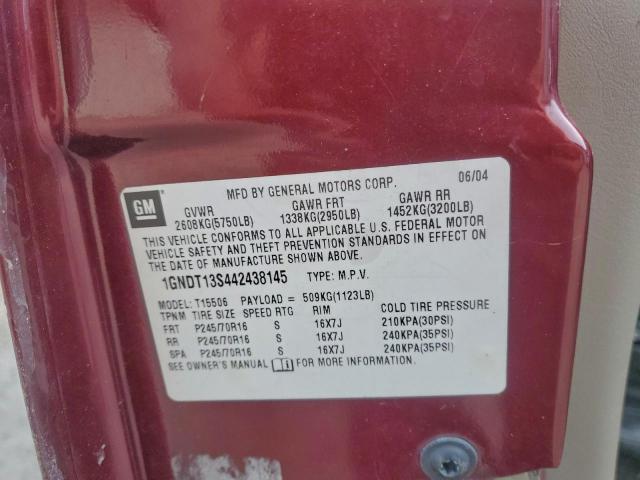 GM
MFD BY GENERAL MOTORS CORP. 06/04
GVWR GAWR FRT GAWR RR
2608KG(5750LB) 1338KG(2950LB) 1452KG(3200LB)
THIS VEHICLE CONFORMS TO ALL APPLICABLE U.S. FEDERAL MOTOR
VEHICLE SAFETY AND THEFT PREVENTION STANDARDS IN EFFECT ON
THE DATE OF MANUFACTURE SHOWN ABOVE.
1GNDT13S442438145 TYPE: M.P.V.
MODEL: T15506 PAYLOAD = 509KG(1123LB)
TPNM TIRE SIZE SPEED RTG RIM COLD TIRE PRESSURE
FRT P245/70R16 S 16X7J 210KPA(30PSI)
RR P245/70R16 S 16X7J 240KPA(35PSI)
SPA P245/70R16 S 16X7J 240KPA(35PSI)
SEE OWNER'S MANUAL FOR MORE INFORMATION.